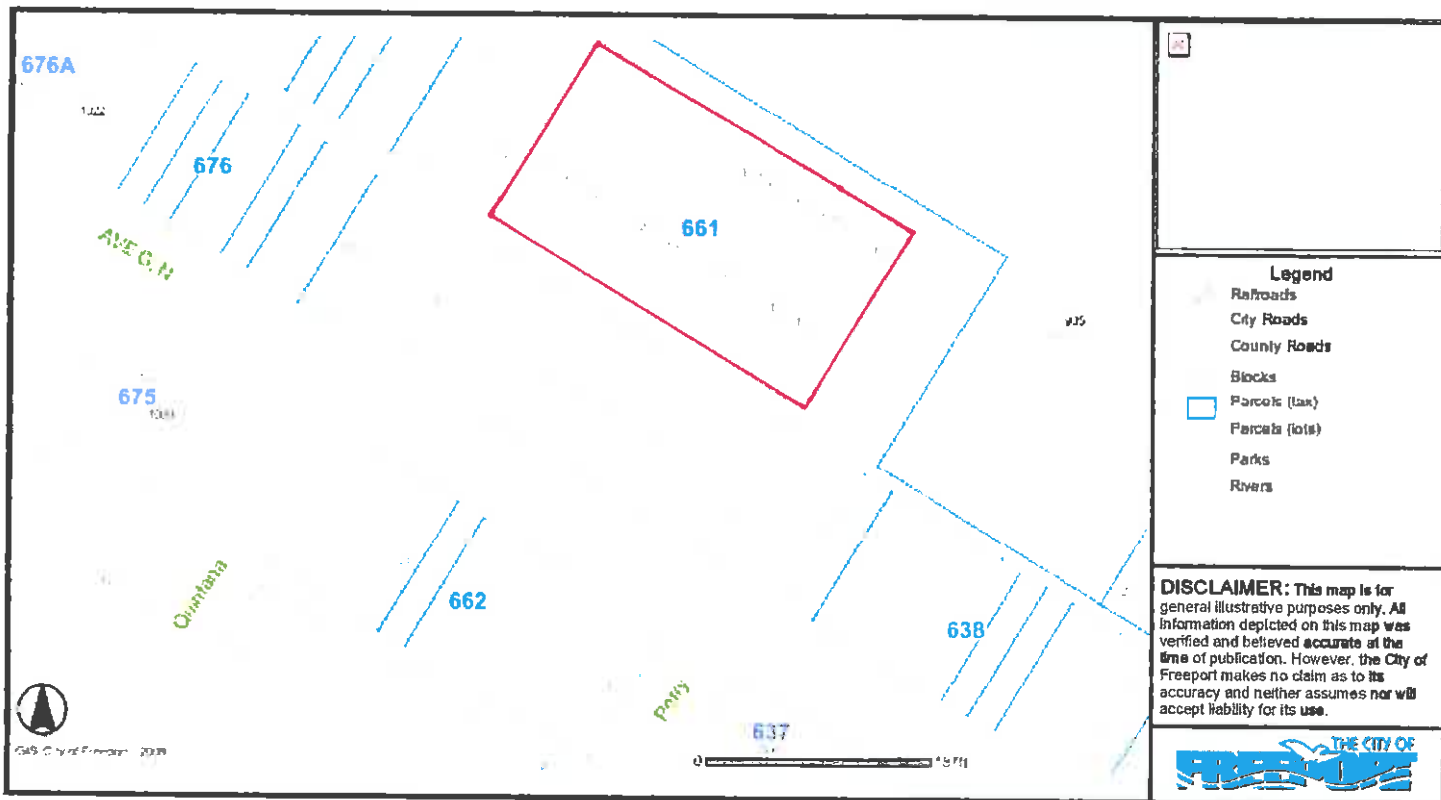 676A
676
AVE G. N
661
675
Quintana
662
638
Petty
637
0
Legend
Railroads
City Roads
County Roads
Blocks
Parcels (tax)
Parcels (lots)
Parks
Rivers
DISCLAIMER: This map is for
general illustrative purposes only. All
information depicted on this map was
verified and believed accurate at the
time of publication. However, the City of
Freeport makes no claim as to its
accuracy and neither assumes nor will
accept liability for its use.
THE CITY OF
FREEPORT